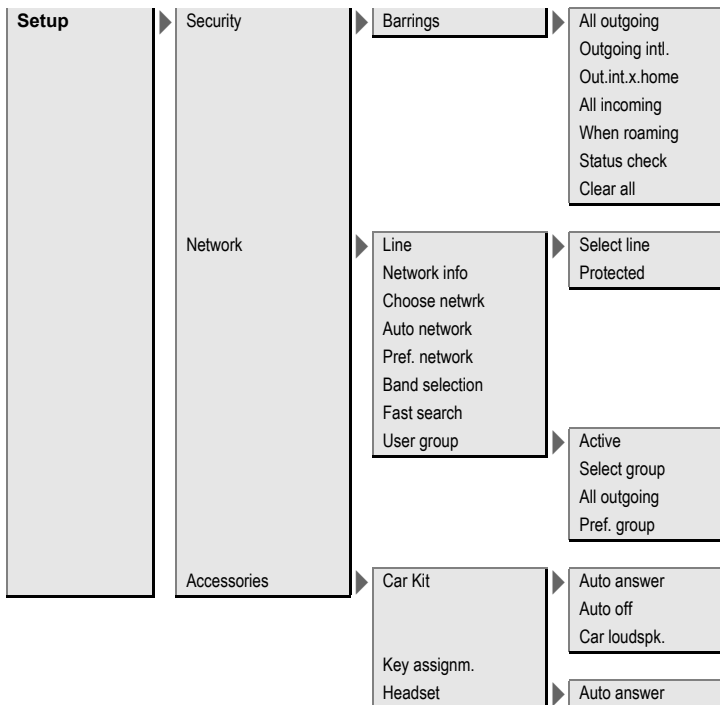 Setup Security Barrings All outgoing
Outgoing intl.
Out.int.x.home
All incoming
When roaming
Status check
Clear all
Network Line Select line
Network info Protected
Choose netwrk
Auto network
Pref. network
Band selection
Fast search
User group Active
Select group
All outgoing
Pref. group
Accessories Car Kit Auto answer
Auto off
Car loudspk.
Key assignm.
Headset Auto answer